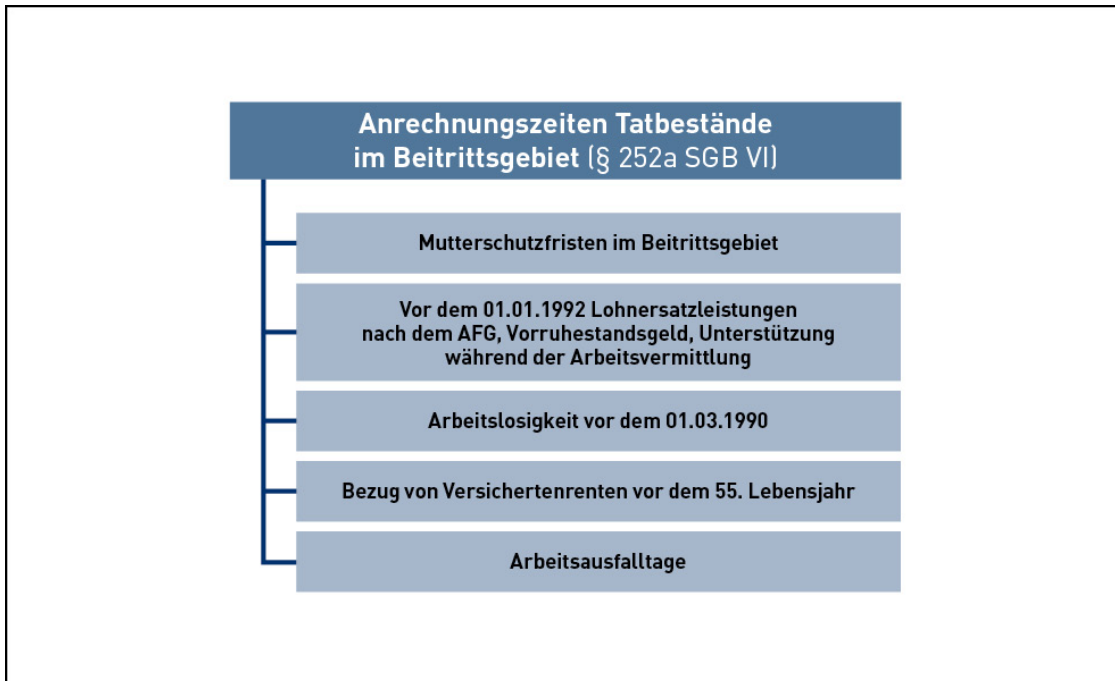 Anrechnungszeiten Tatbestände
im Beitrittsgebiet (§ 252a SGB VI)
Mutterschutzfristen im Beitrittsgebiet
Vor dem 01.01.1992 Lohnersatzleistungen
nach dem AFG, Vorruhestandsgeld, Unterstützung
während der Arbeitsvermittlung
Arbeitslosigkeit vor dem 01.03.1990
Bezug von Versichertenrenten vor dem 55. Lebensjahr
Arbeitsausfalltage